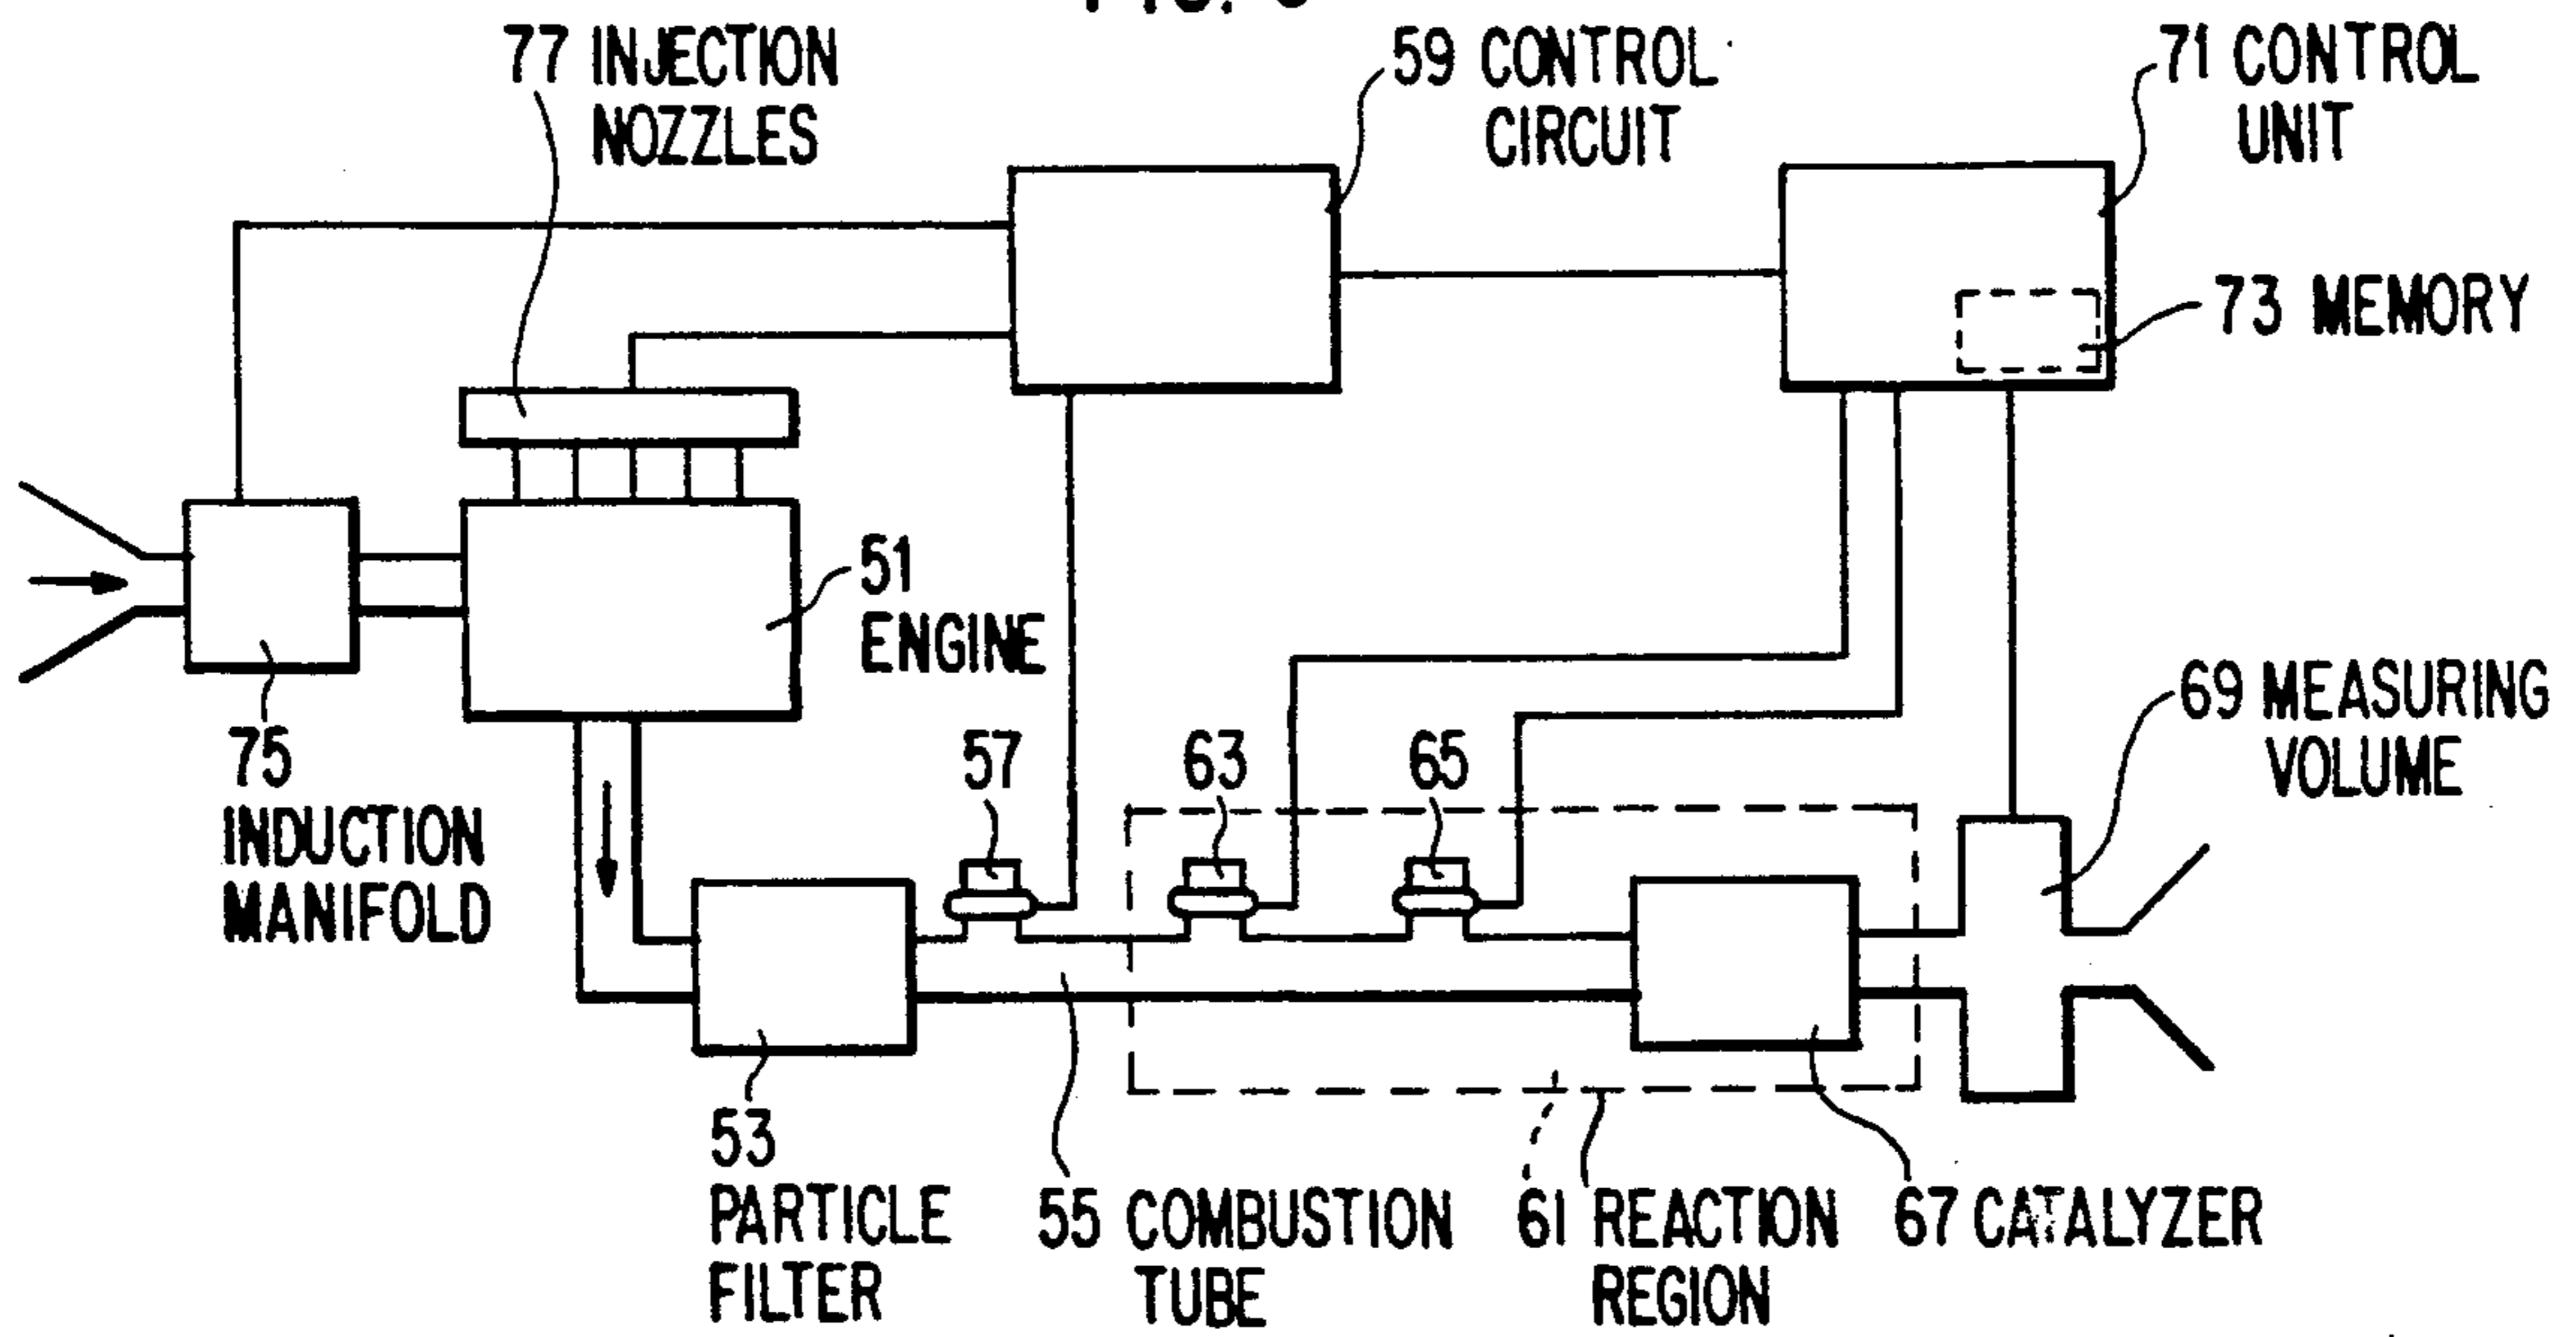 77 INJECTION
NOZZLES
59 CONTROL
CIRCUIT
71 CONTROL
UNIT
73 MEMORY
51
ENGINE
75
INDUCTION
MANIFOLD
57
63
65
69 MEASURING
VOLUME
53
PARTICLE
FILTER
55 COMBUSTION
TUBE
61 REACTION
REGION
67 CATALYZER